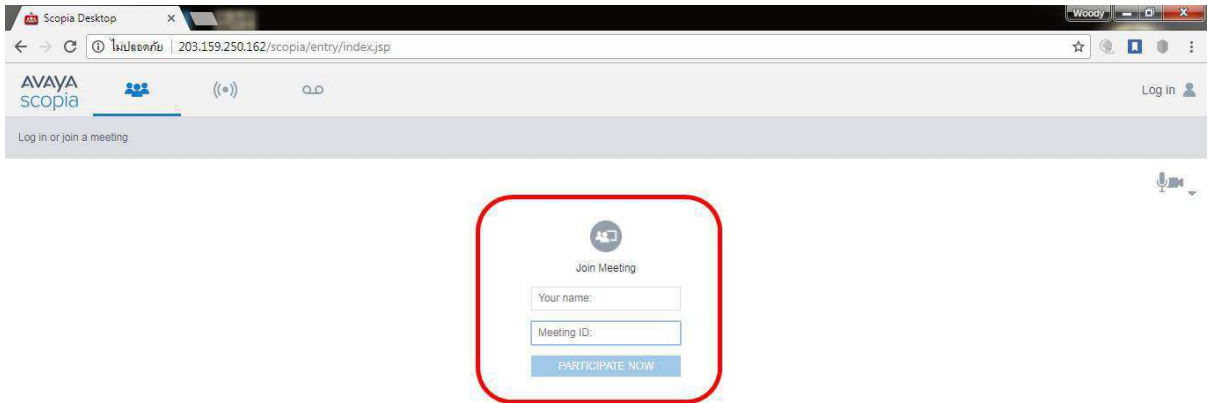 Scopia Desktop
Woody
ไม่ปลอดภัย 203.159.250.162/scopia/entry/index.jsp
AVAYA
scopia
Log in
Log in or join a meeting
Join Meeting
Your name:
Meeting ID:
PARTICIPATE NOW